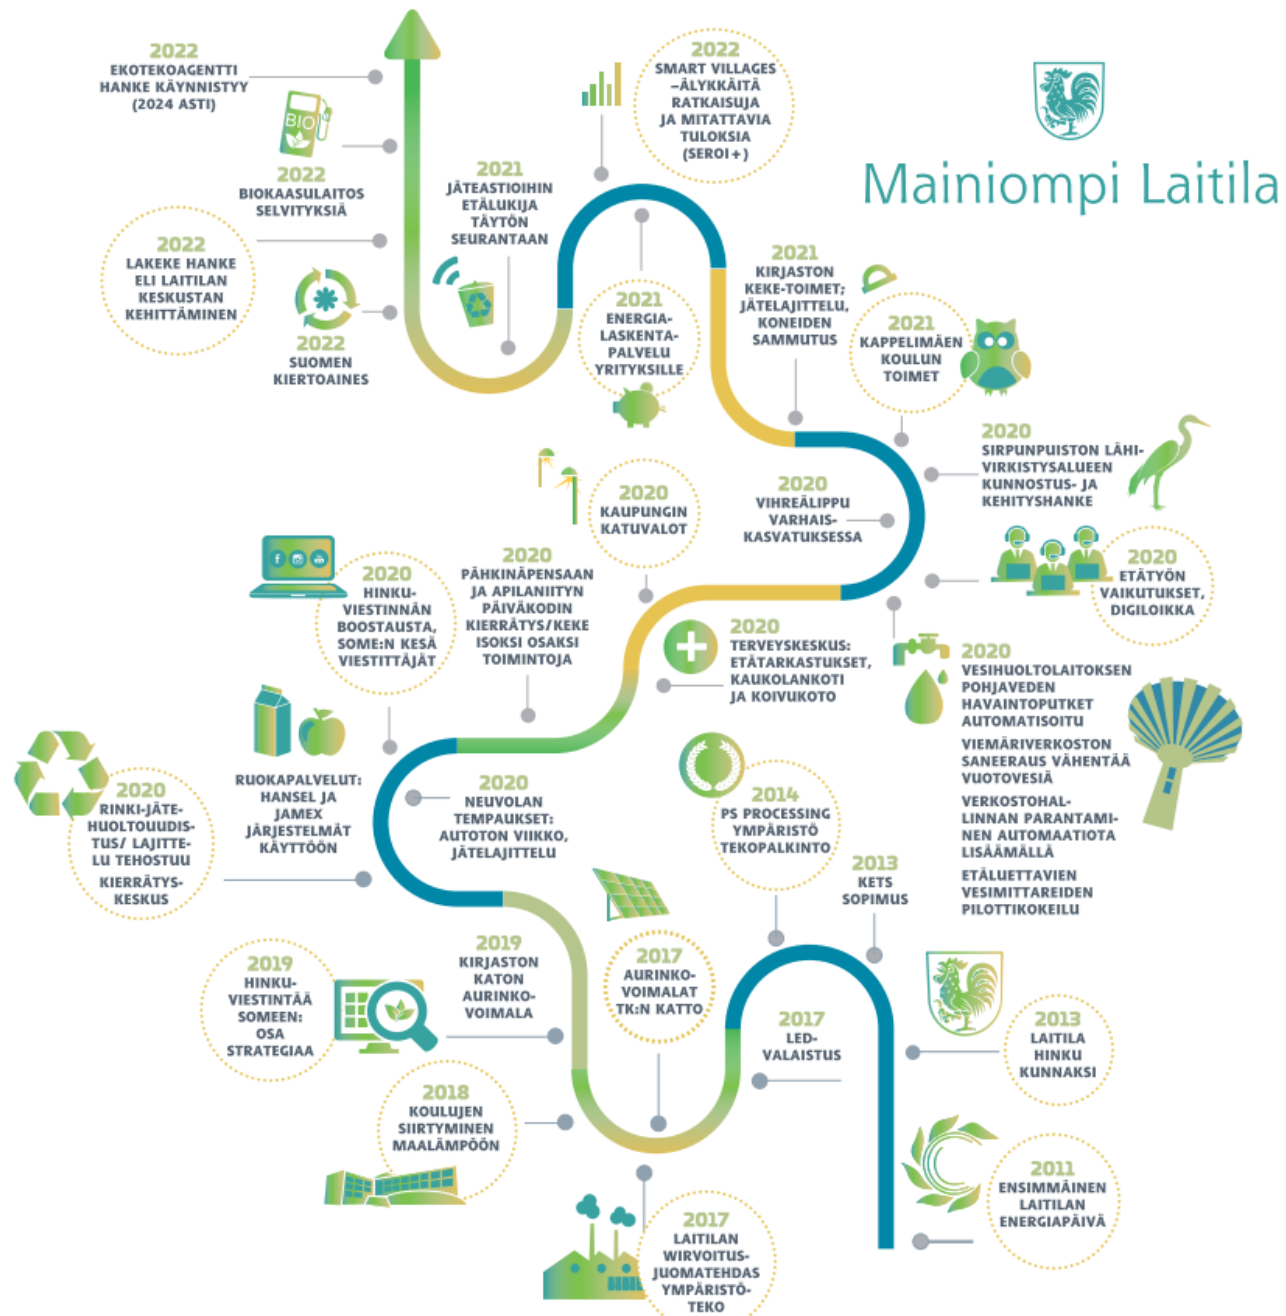 2022
EKOTEKOAGENTTI
HANKE KÄYNNISTYY
(2024 ASTI)
BIO
2022
BIOKAASULAITOS
SELVITYKSIÄ
2022
LAKEKE HANKE
ELI LAITILAN
KESKUSTAN
KEHITTÄMINEN
2022
SUOMEN
KIERTOAINES
2021
JÄTEASTIOIHIN
ETÄLUKIJA
TÄYTÖN
SEURANTAAN
2022
SMART VILLAGES
–ÄLYKKÄITÄ
RATKAISUJA
JA MITATTAVIA
TULOKSIA
(SEROI+)
Mainiompi Laitila
2021
ENERGIA-
LASKENTA-
PALVELU
YRITYKSILLE
2021
KIRJASTON
KEKE-TOIMET;
JÄTELAJITTELU,
KONEIDEN
SAMMUTUS
2021
KAPPELIMÄEN
KOULUN
TOIMET
2020
SIRPUNPUISTON LÄHI-
VIRKISTYSALUEEN
KUNNOSTUS- JA
KEHITYSHANKE
2020
VIHREÄLIPPU
VARHAIS-
KASVATUKSESSA
2020
KAUPUNGIN
KATUVALOT
2020
ETÄTYÖN
VAIKUTUKSET,
DIGILOIKKA
2020
HINKU-
VIESTINNÄN
BOOSTAUSTA,
SOME:N KESÄ
VIESTITTÄJÄT
2020
PÄHKINÄPENSAAN
JA APILANIITYN
PÄIVÄKODIN
KIERRÄTYS/KEKE
ISOKSI OSAKSI
TOIMINTOJA
2020
TERVEYSKESKUS:
ETÄTARKASTUKSET,
KAUKOLANKOTI
JA KOIVUKOTO
2020
VESIHUOLTOLAITOKSEN
POHJAVEDEN
HAVAINTOPUTKET
AUTOMATISOITU
VIEMÄRIVERKOSTON
SANEERAUS VÄHENTÄÄ
VUOTOVESIÄ
VERKOSTOHAL-
LINNAN PARANTAMI-
NEN AUTOMAATIOTA
LISÄÄMÄLLÄ
ETÄLUETTAVIEN
VESIMITTAREIDEN
PILOTTIKOKEILU
2020
RINKI-JÄTE-
HUOLTOUUDIS-
TUS/ LAJITTE-
LU TEHOSTUU
KIERRÄTYS-
KESKUS
RUOKAPALVELUT:
HANSEL JA
JAMEX
JÄRJESTELMÄT
KÄYTTÖÖN
2020
NEUVOLAN
TEMPAUKSET:
AUTOTON VIIKKO,
JÄTELAJITTELU
2014
PS PROCESSING
YMPÄRISTÖ
TEKOPALKINTO
2013
KETS
SOPIMUS
2019
HINKU-
VIESTINTÄÄ
SOMEEN:
OSA
STRATEGIAA
2019
KIRJASTON
KATON
AURINKO-
VOIMALA
2017
AURINKO-
VOIMALAT
TK:N KATTO
2017
LED-
VALAISTUS
2013
LAITILA
HINKU
KUNNAKSI
2018
KOULUJEN
SIIRTYMINEN
MAALÄMPÖÖN
2011
ENSIMMÄINEN
LAITILAN
ENERGIAPÄIVÄ
2017
LAITILAN
WIRVOITUS-
JUOMATEHDAS
YMPÄRISTÖ-
TEKO